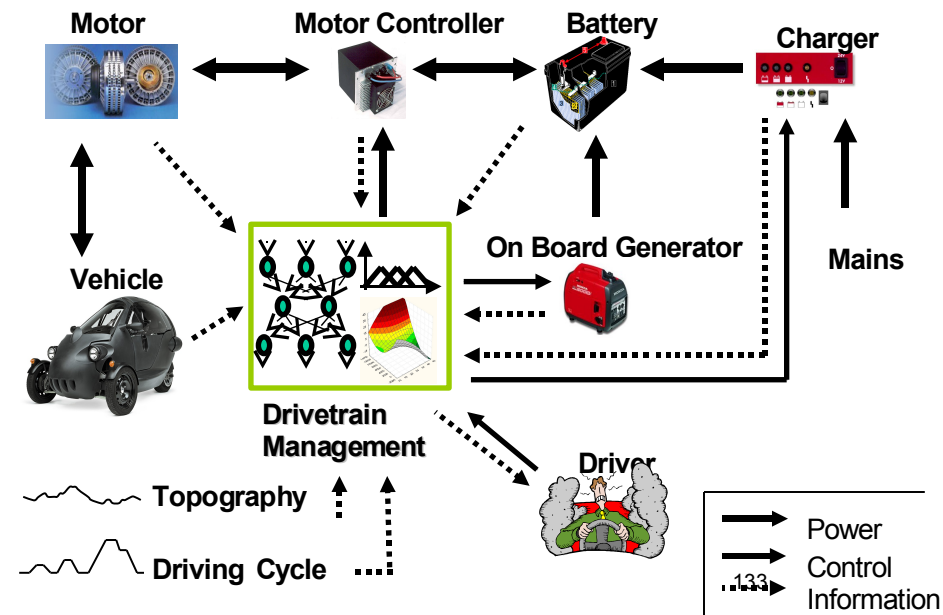 Motor
Motor Controller
Battery
Charger
On Board Generator
Mains
Vehicle
Drivetrain
Management
Driver
Topography
Driving Cycle
Power
Control
133
Information